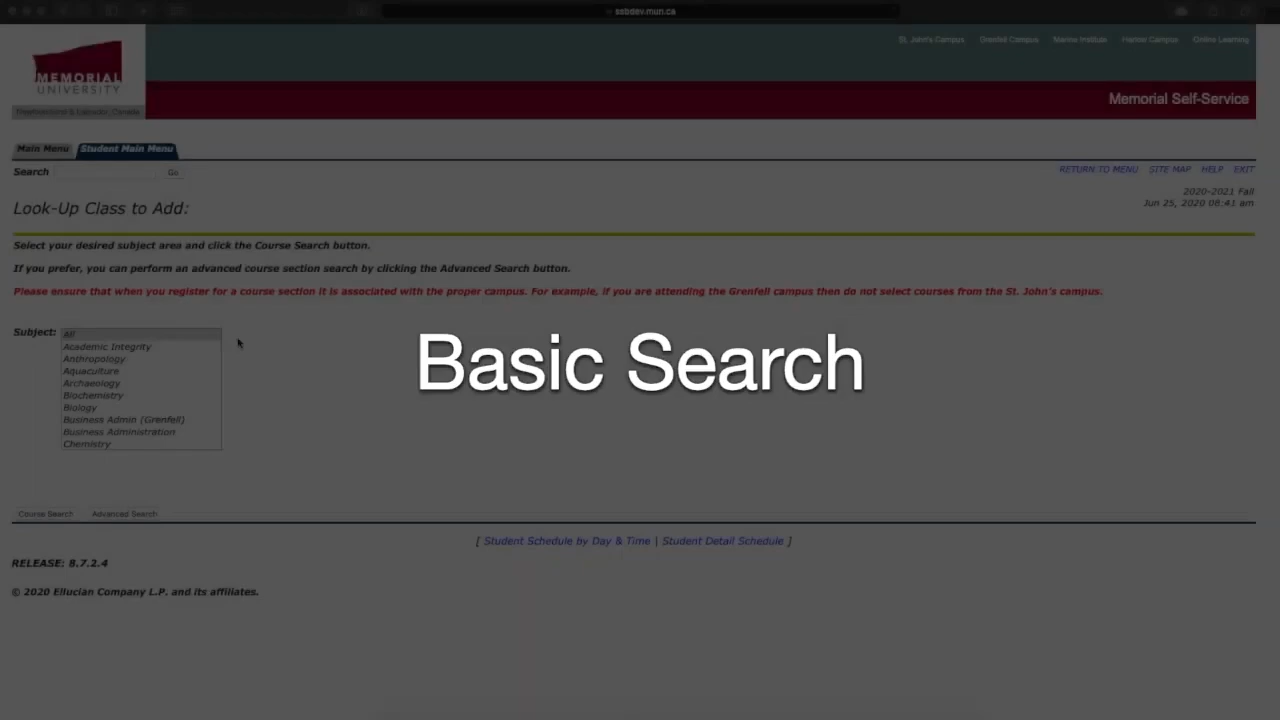 ssbdev.mun.ca
St. John's Campus Grenfell Campus Marine Institute Harlow Campus Online Learning
MEMORIAL
UNIVERSITY
Newfoundland & Labrador, Canada
Memorial Self-Service
Main Menu Student Main Menu
Search Go
RETURN TO MENU SITE MAP HELP EXIT
2020-2021 Fall
Jun 25, 2020 08:41 am
Look-Up Class to Add:
Select your desired subject area and click the Course Search button.
If you prefer, you can perform an advanced course section search by clicking the Advanced Search button.
Please ensure that when you register for a course section it is associated with the proper campus. For example, if you are attending the Grenfell campus then do not select courses from the St. John's campus.
Subject: All
Academic Integrity
Anthropology
Aquaculture
Archaeology
Biochemistry
Biology
Business Admin (Grenfell)
Business Administration
Chemistry
Basic Search
Course Search Advanced Search
[ Student Schedule by Day & Time | Student Detail Schedule ]
RELEASE: 8.7.2.4
© 2020 Ellucian Company L.P. and its affiliates.